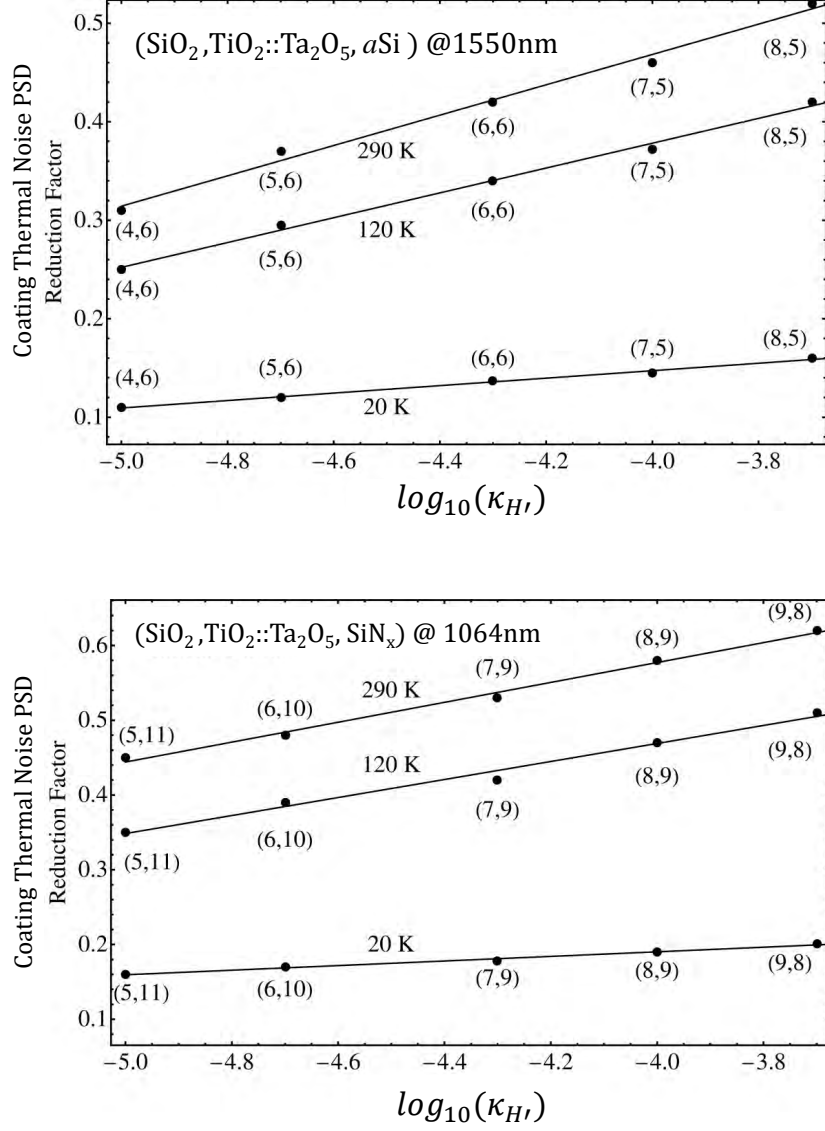 (SiO₂,TiO₂::Ta₂O₅, aSi ) @1550nm
Coating Thermal Noise PSD
Reduction Factor
0.5
0.4
0.3
0.2
0.1
(8,5)
(7,5)
(6,6)
290 K
(5,6)
(4,6)
(8,5)
(7,5)
(6,6)
120 K
(5,6)
(4,6)
(4,6)
(5,6)
(6,6)
(7,5)
(8,5)
20 K
−5.0 −4.8 −4.6 −4.4 −4.2 −4.0 −3.8
log₁₀(κ_H′)
(SiO₂,TiO₂::Ta₂O₅, SiNₓ) @ 1064nm
Coating Thermal Noise PSD
Reduction Factor
0.6
0.5
0.4
0.3
0.2
0.1
(9,8)
(8,9)
(7,9)
290 K
(6,10)
(5,11)
120 K
(9,8)
(8,9)
(7,9)
(6,10)
(5,11)
20 K
(5,11)
(6,10)
(7,9)
(8,9)
(9,8)
−5.0 −4.8 −4.6 −4.4 −4.2 −4.0 −3.8
log₁₀(κ_H′)